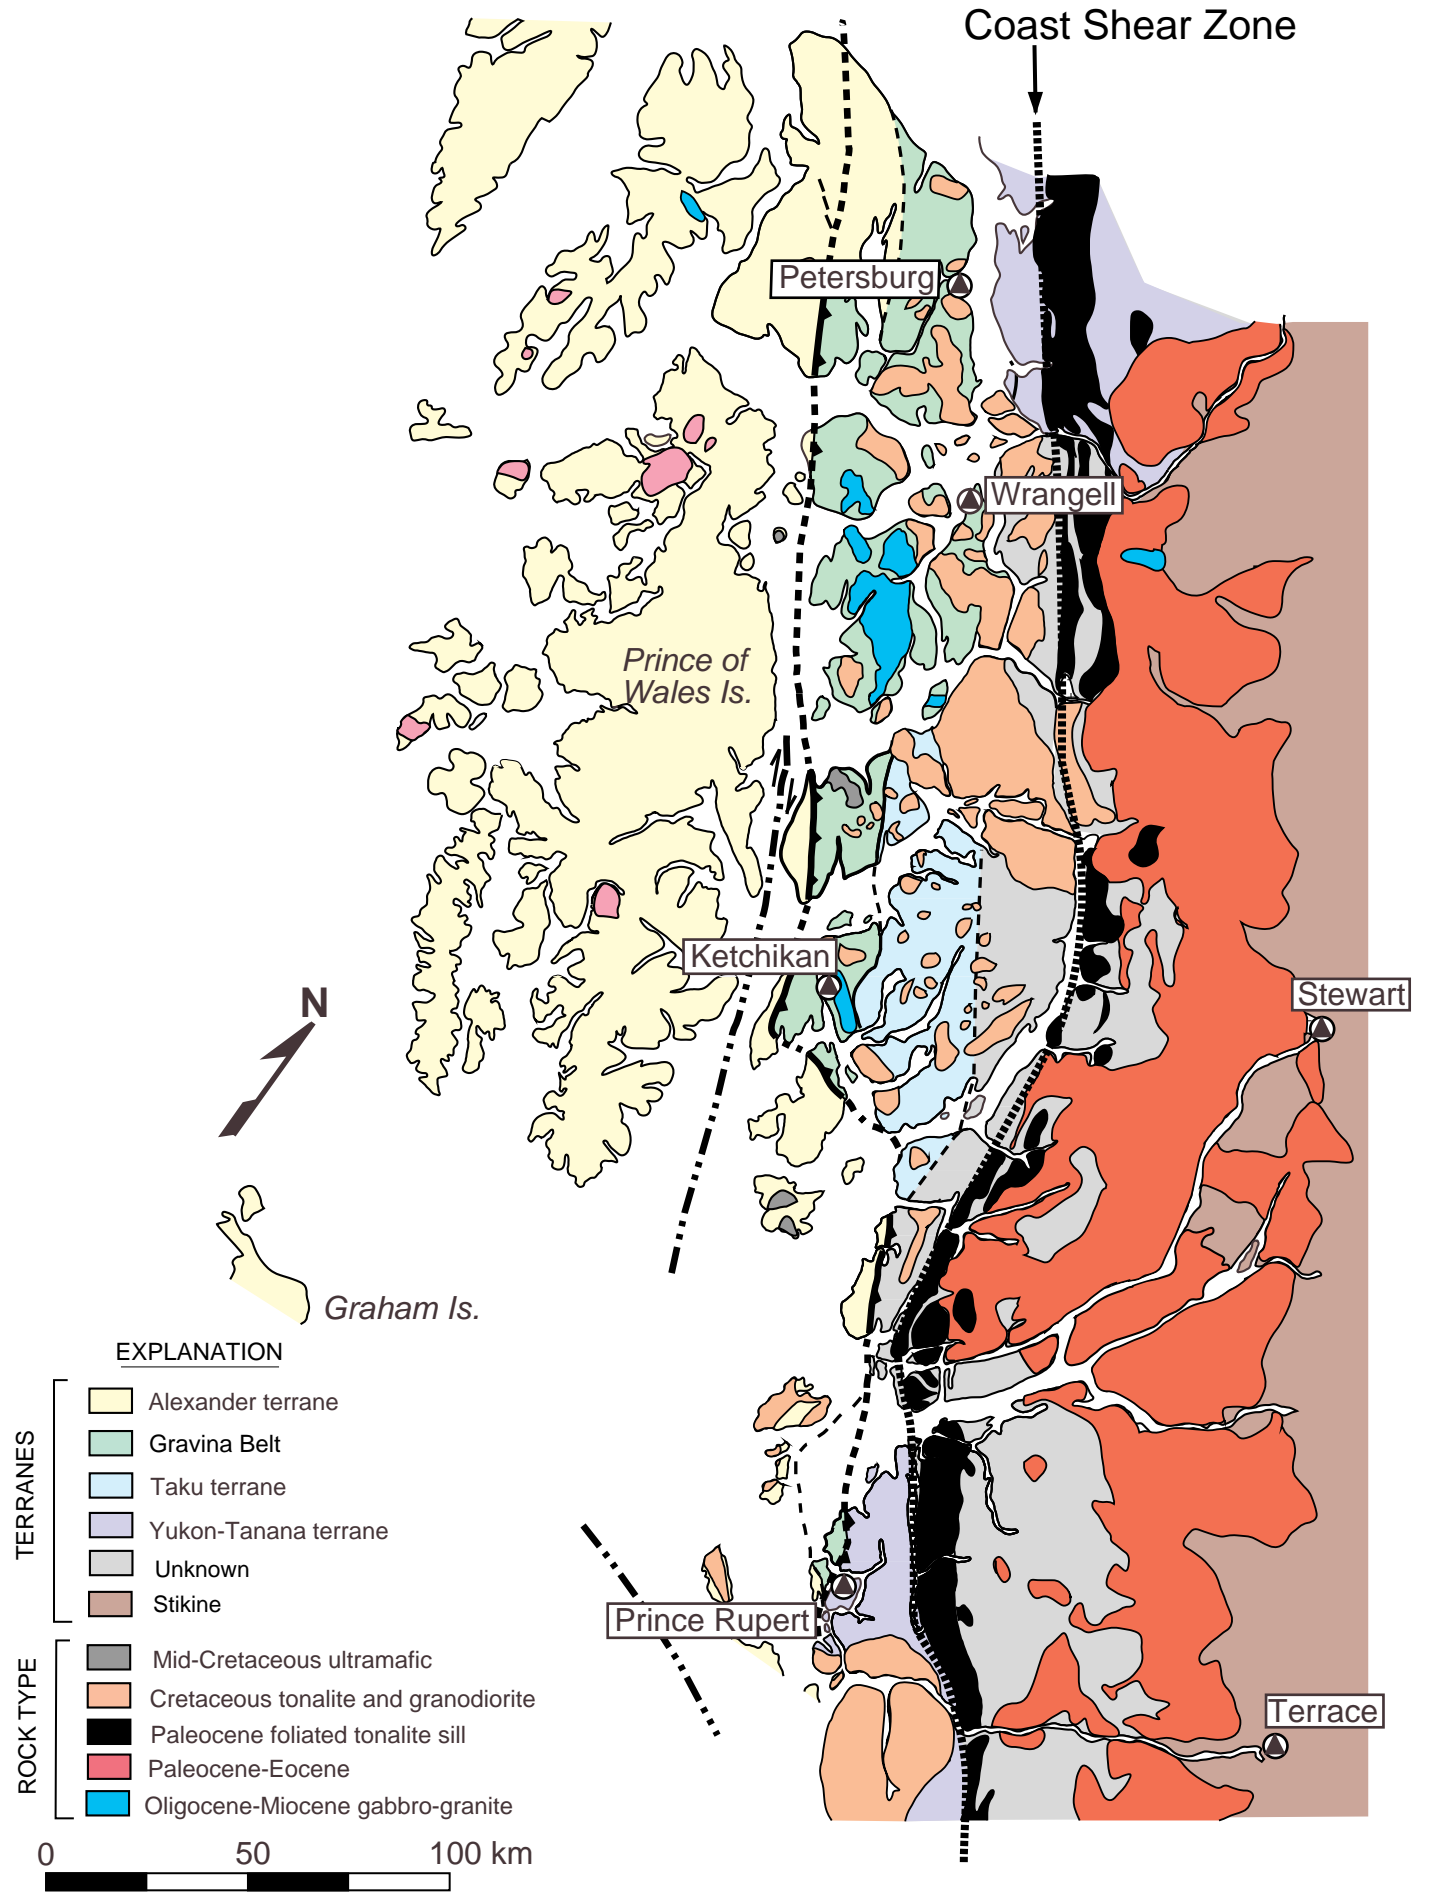 Coast Shear Zone
Petersburg
Wrangell
Prince of
Wales Is.
Ketchikan
Stewart
N
Graham Is.
EXPLANATION
TERRANES
Alexander terrane
Gravina Belt
Taku terrane
Yukon-Tanana terrane
Unknown
Stikine
ROCK TYPE
Mid-Cretaceous ultramafic
Cretaceous tonalite and granodiorite
Paleocene foliated tonalite sill
Paleocene-Eocene
Oligocene-Miocene gabbro-granite
Prince Rupert
Terrace
0 50 100 km